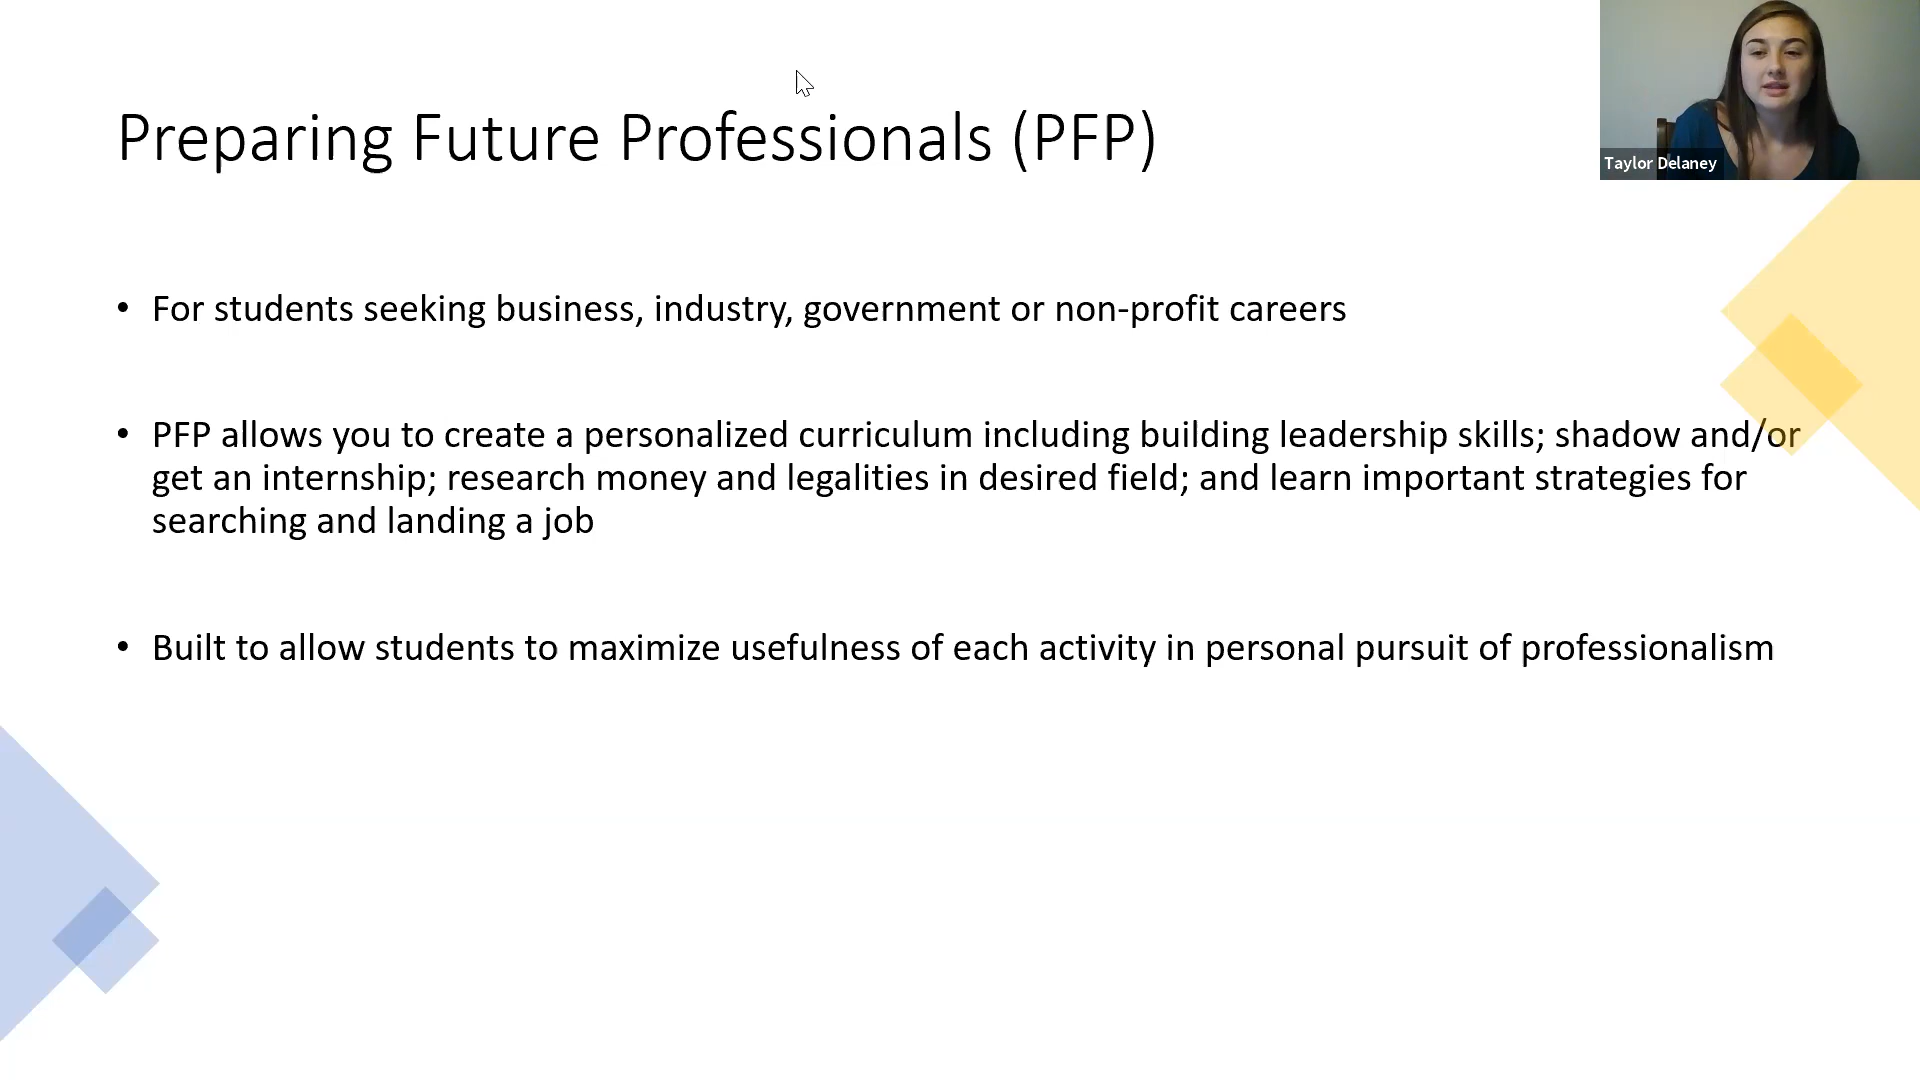 Preparing Future Professionals (PFP)
Taylor Delaney
• For students seeking business, industry, government or non-profit careers
• PFP allows you to create a personalized curriculum including building leadership skills; shadow and/or
get an internship; research money and legalities in desired field; and learn important strategies for
searching and landing a job
• Built to allow students to maximize usefulness of each activity in personal pursuit of professionalism